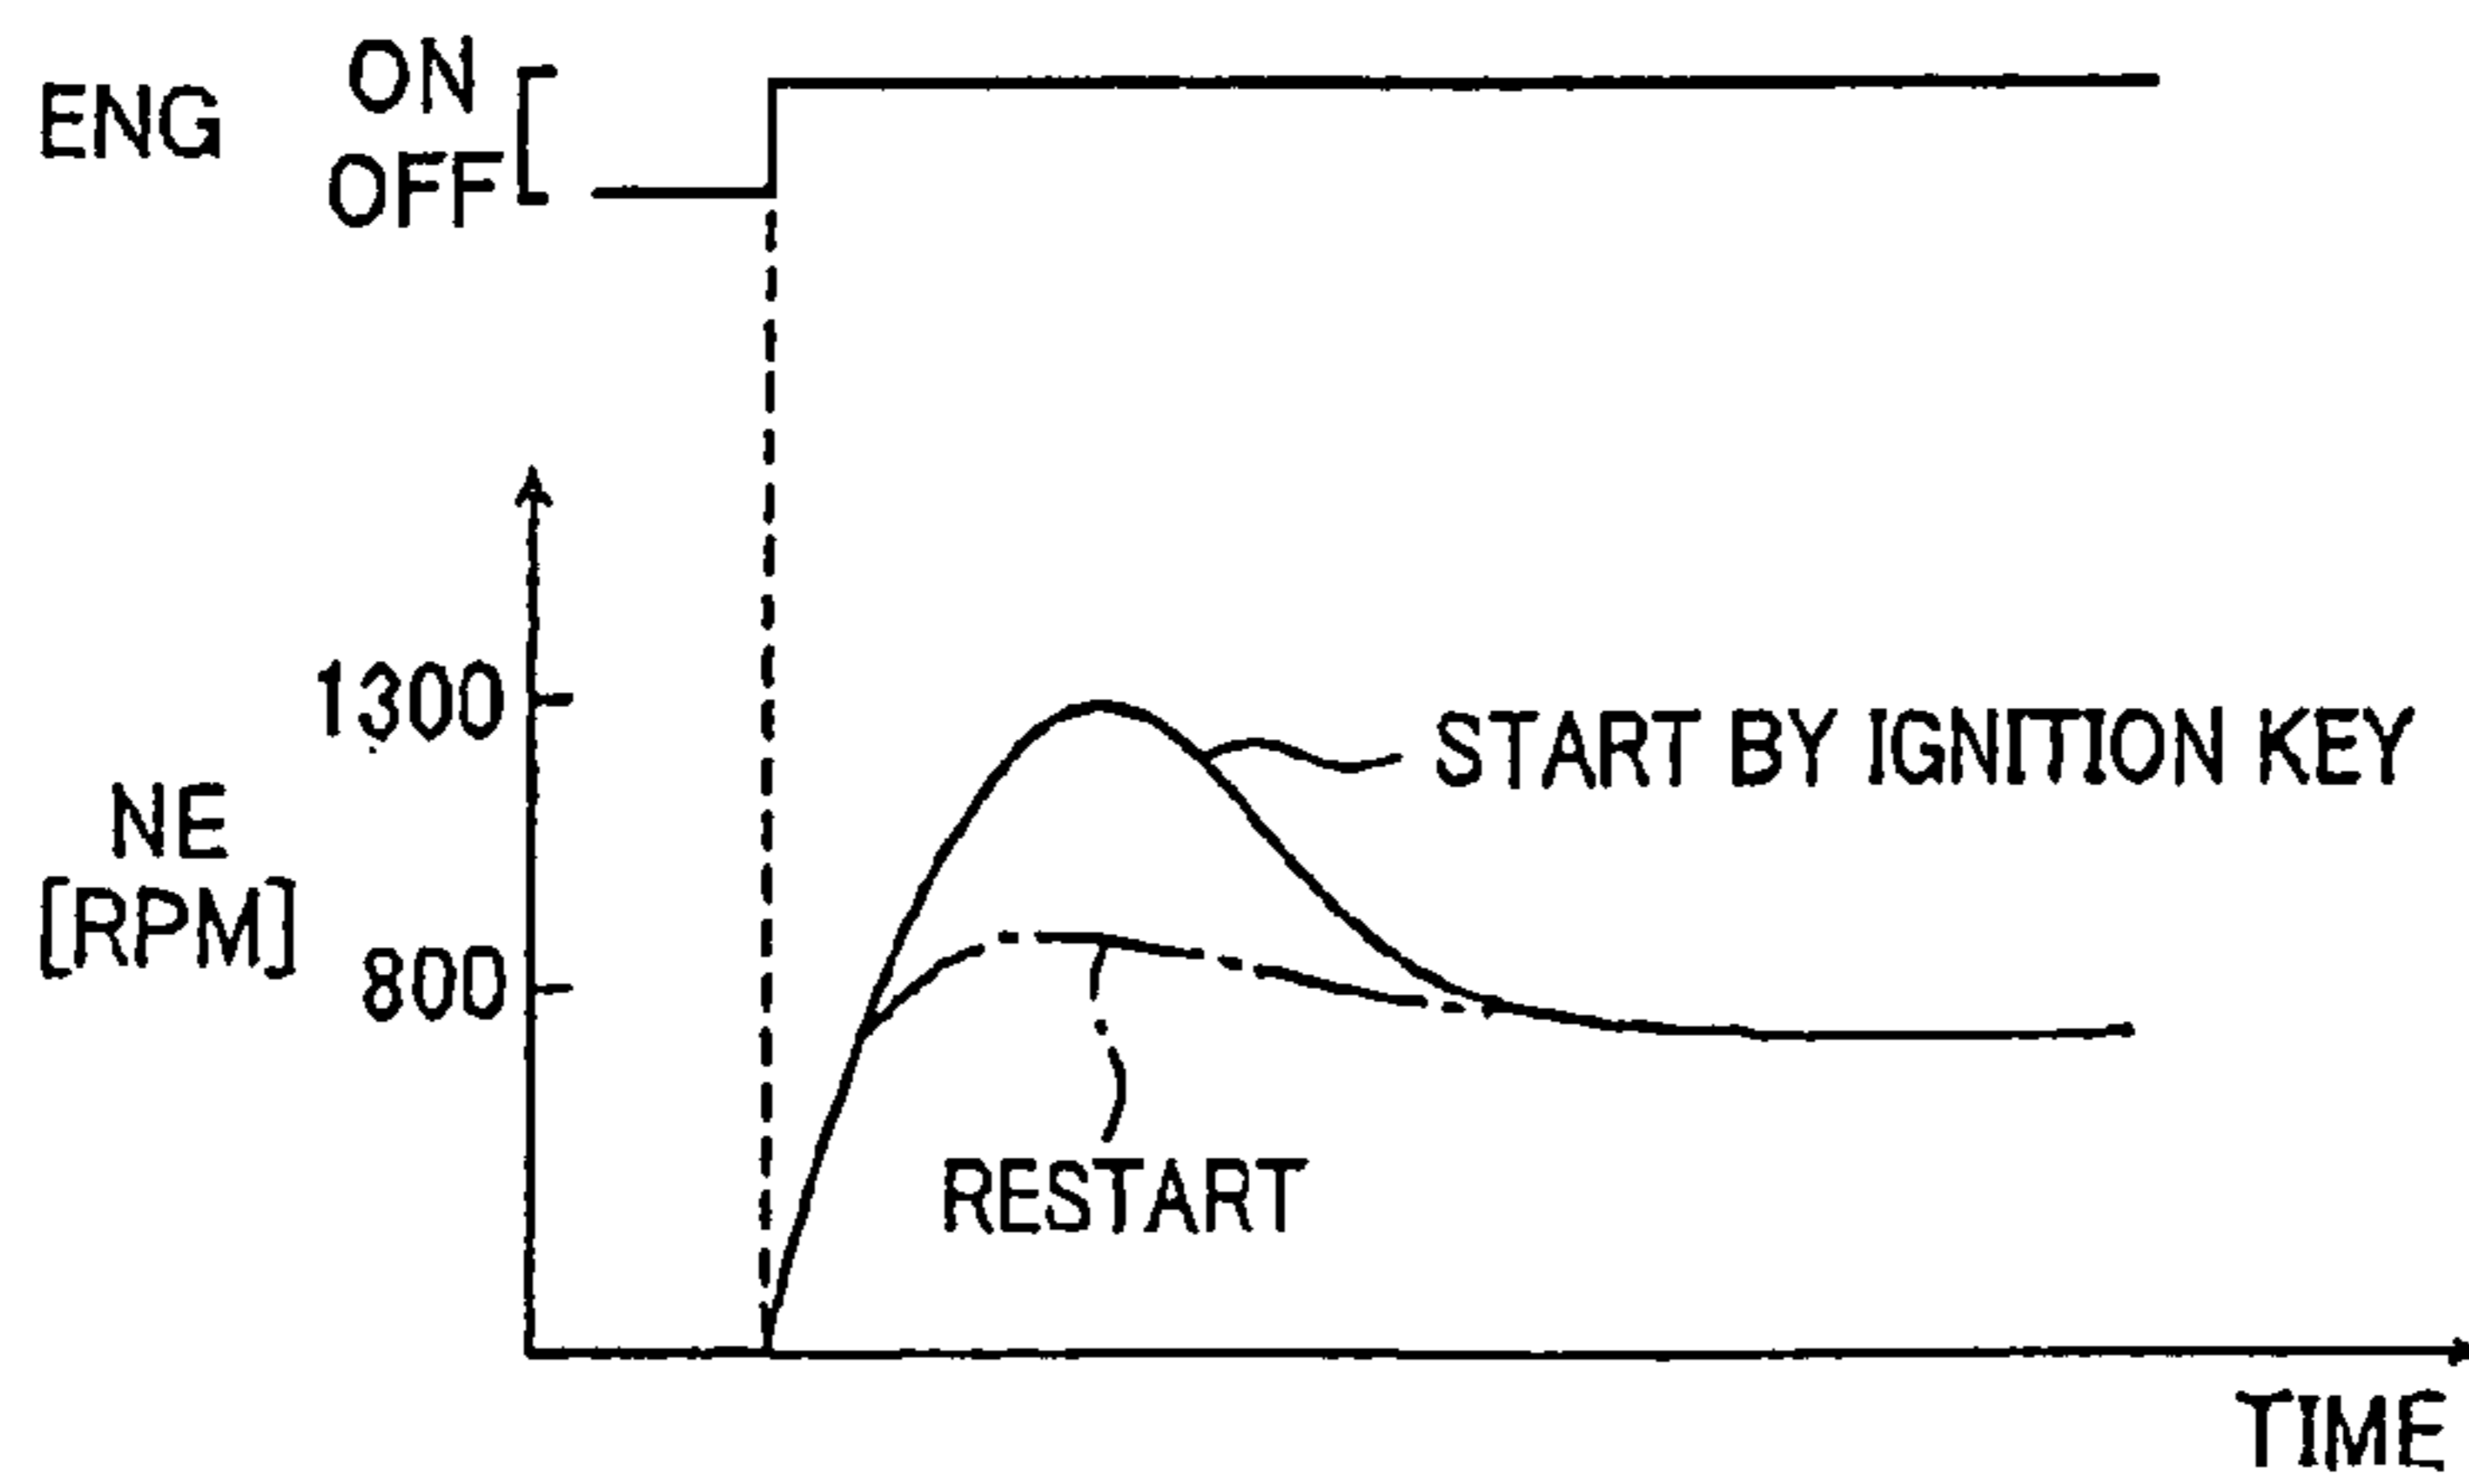 ENG
ON
OFF
1300
NE
[RPM]
800
START BY IGNITION KEY
RESTART
TIME